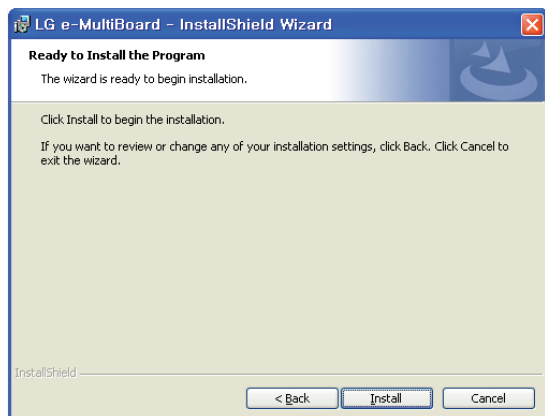 LG e-MultiBoard - InstallShield Wizard
Ready to Install the Program
The wizard is ready to begin installation.
Click Install to begin the installation.
If you want to review or change any of your installation settings, click Back. Click Cancel to
exit the wizard.
InstallShield
< Back Install Cancel